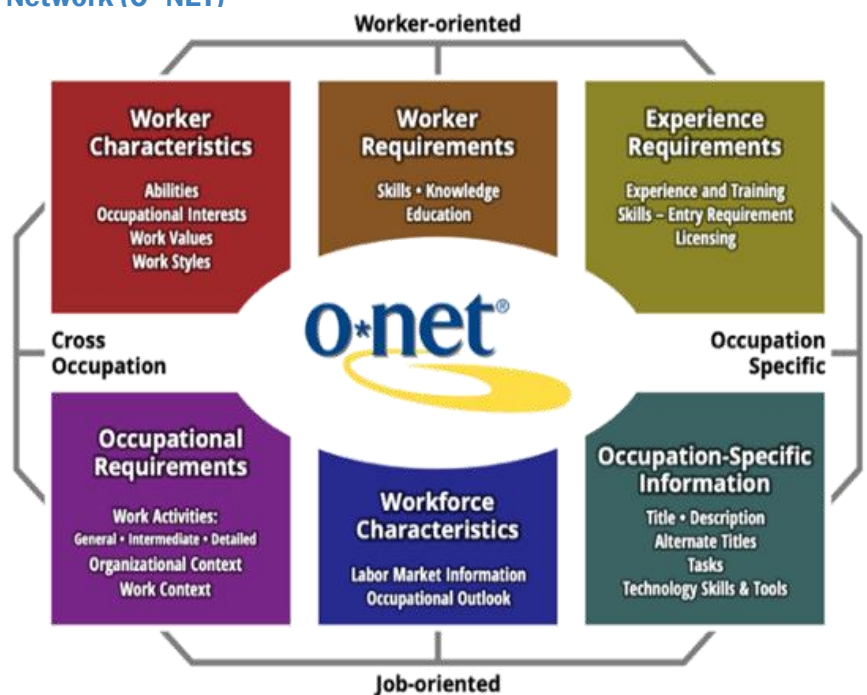 Network (O*NET)
Worker-oriented
Worker
Characteristics
Abilities
Occupational Interests
Work Values
Work Styles
Worker
Requirements
Skills • Knowledge
Education
Experience
Requirements
Experience and Training
Skills – Entry Requirement
Licensing
o*net®
Cross
Occupation
Occupation
Specific
Occupational
Requirements
Work Activities:
General • Intermediate • Detailed
Organizational Context
Work Context
Workforce
Characteristics
Labor Market Information
Occupational Outlook
Occupation-Specific
Information
Title • Description
Alternate Titles
Tasks
Technology Skills & Tools
Job-oriented